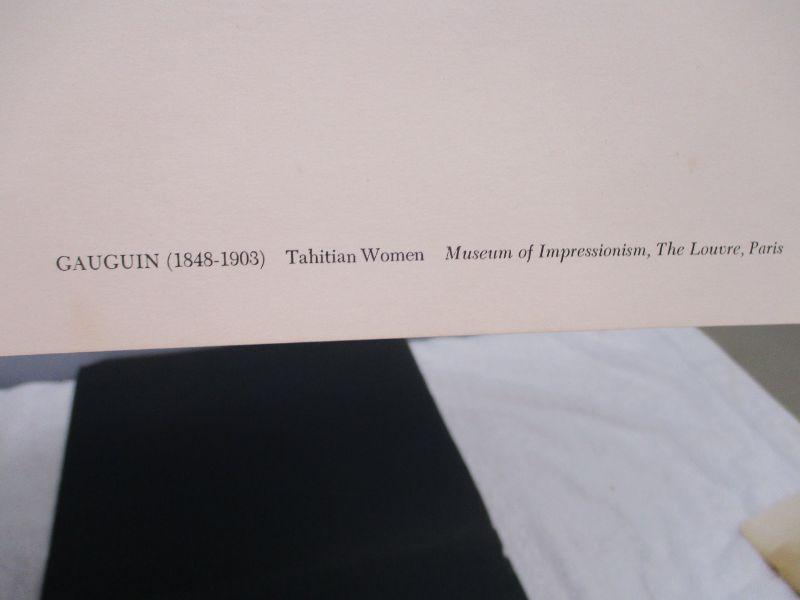 GAUGUIN (1848-1903) Tahitian Women Museum of Impressionism, The Louvre, Paris